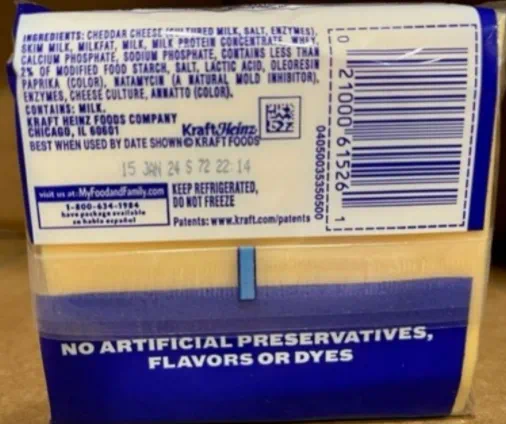 INGREDIENTS: CHEDDAR CHEESE (CULTURED MILK, SALT, ENZYMES),
SKIM MILK, MILKFAT, MILK, MILK PROTEIN CONCENTRATE, WHEY,
CALCIUM PHOSPHATE, SODIUM PHOSPHATE, CONTAINS LESS THAN
2% OF MODIFIED FOOD STARCH, SALT, LACTIC ACID, OLEORESIN
PAPRIKA (COLOR), NATAMYCIN (A NATURAL MOLD INHIBITOR),
ENZYMES, CHEESE CULTURE, ANNATTO (COLOR).
CONTAINS: MILK.
KRAFT HEINZ FOODS COMPANY
CHICAGO, IL 60601
KraftHeinz
BEST WHEN USED BY DATE SHOWN © KRAFT FOODS
15 JAN 24 S 72 22:14
visit us at: MyFoodandFamily.com
1-800-634-1984
have package available
en habla español
KEEP REFRIGERATED,
DO NOT FREEZE
Patents: www.kraft.com/patents
04050035350500
0 21000 61526 1
NO ARTIFICIAL PRESERVATIVES,
FLAVORS OR DYES